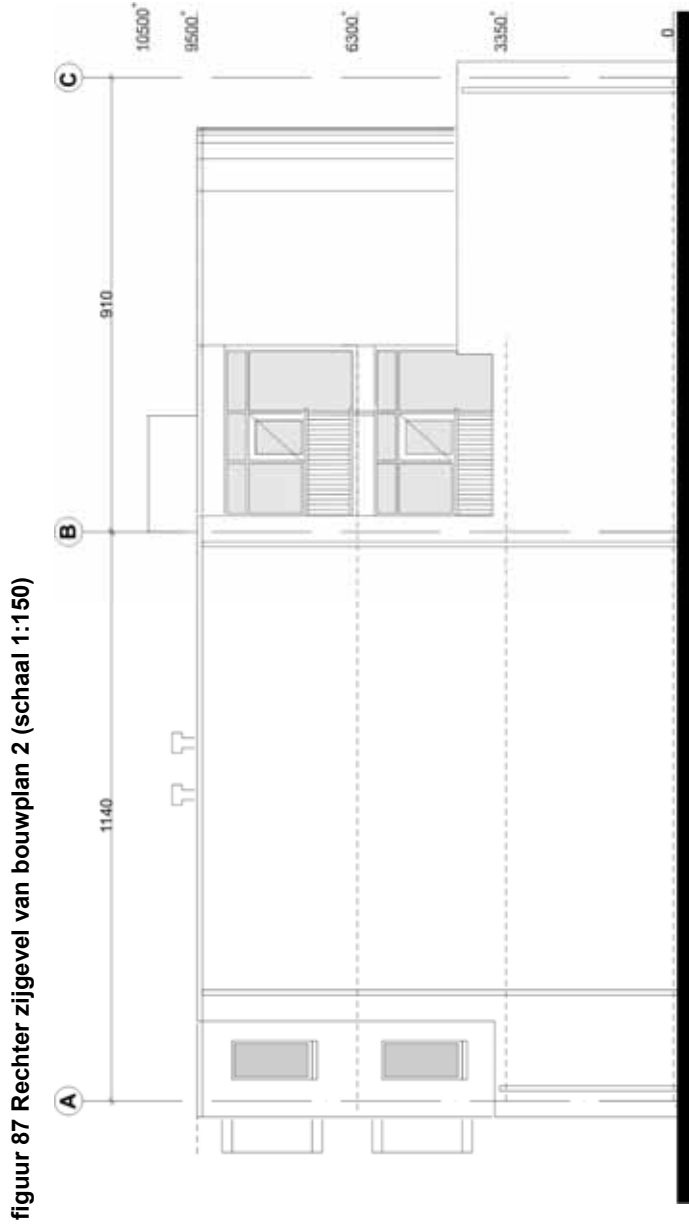 figuur 87 Rechter zijgevel van bouwplan 2 (schaal 1:150)
A
B
C
1140
910
10500⁺
9500⁺
6300⁺
3350⁺
0